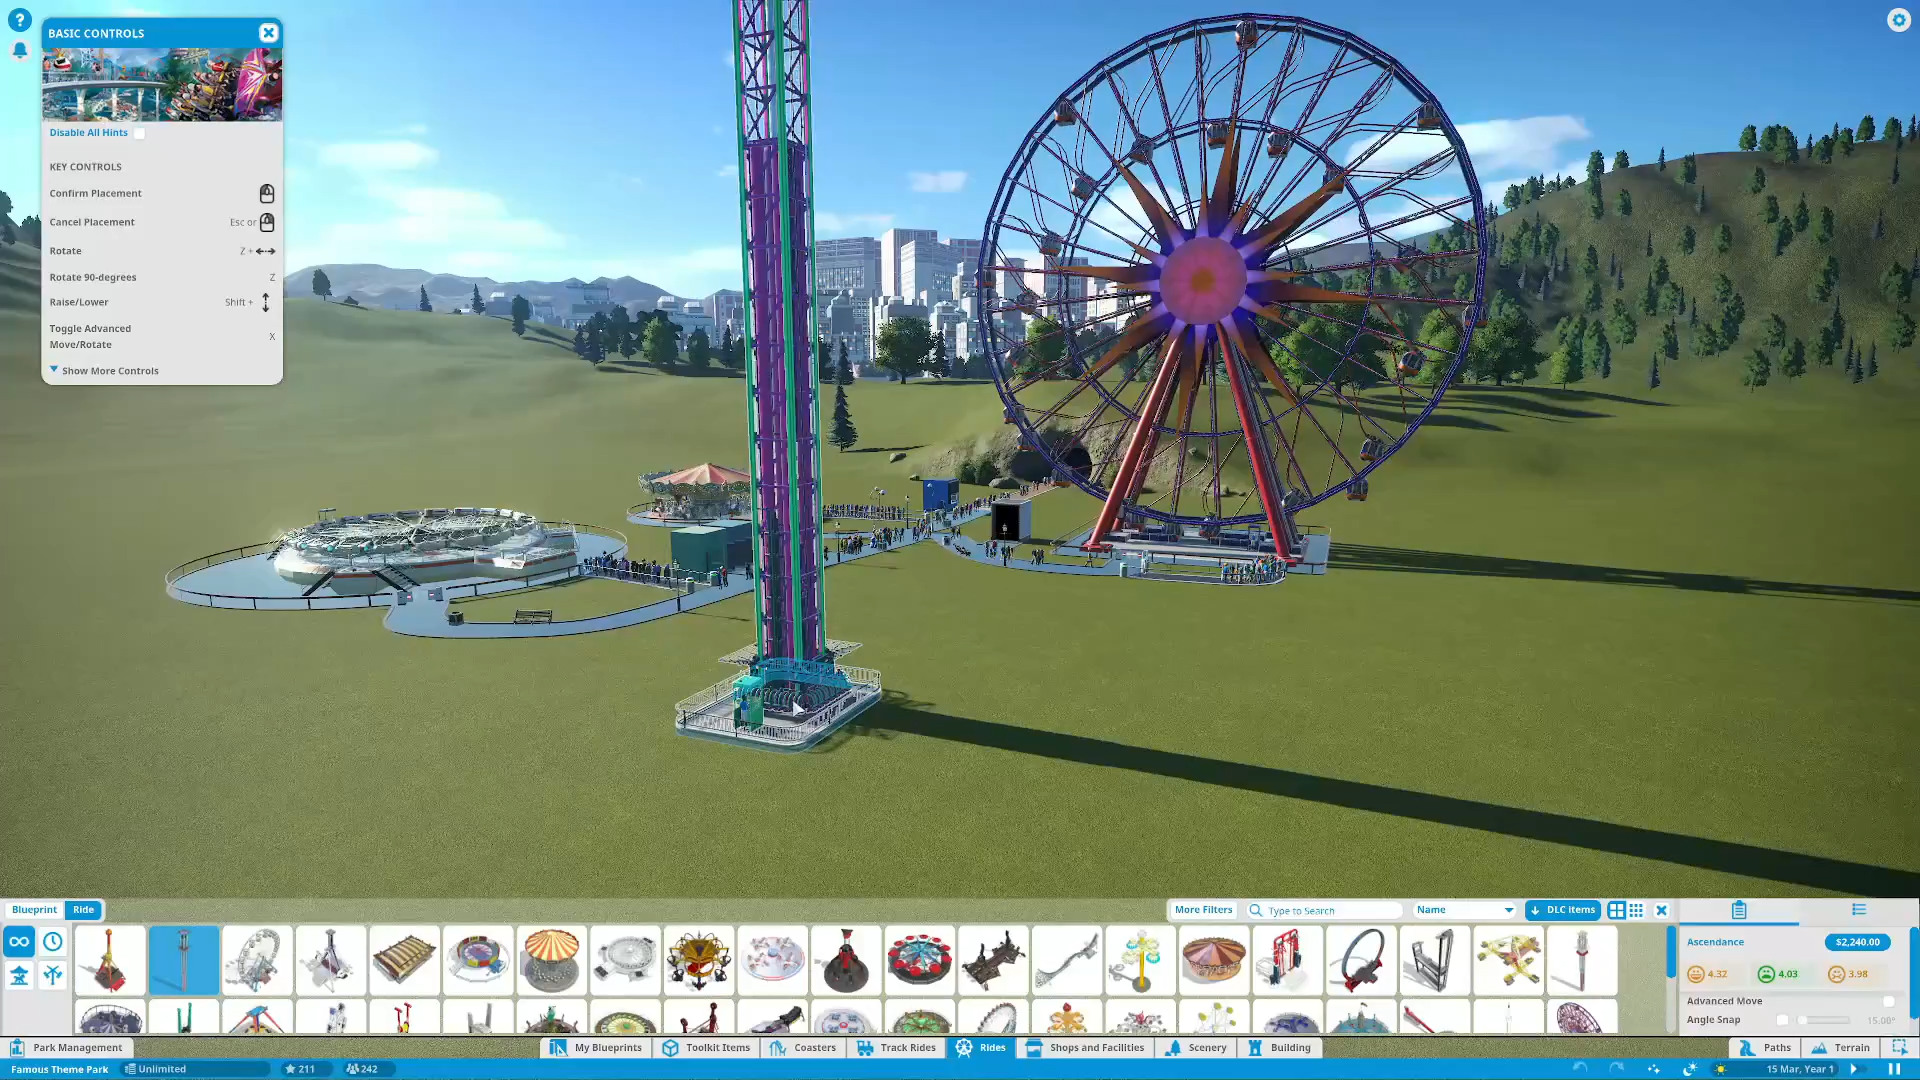 ?
BASIC CONTROLS
Disable All Hints
KEY CONTROLS
Confirm Placement
Cancel Placement Esc or
Rotate Z +
Rotate 90-degrees Z
Raise/Lower Shift +
Toggle Advanced
Move/Rotate X
Show More Controls
Blueprint Ride
More Filters Type to Search Name DLC Items
Ascendance $2,240.00
4.32 4.03 3.98
Advanced Move
Angle Snap 15.00°
Park Management My Blueprints Toolkit Items Coasters Track Rides Rides Shops and Facilities Scenery Building Paths Terrain
Famous Theme Park Unlimited 211 242 15 Mar, Year 1